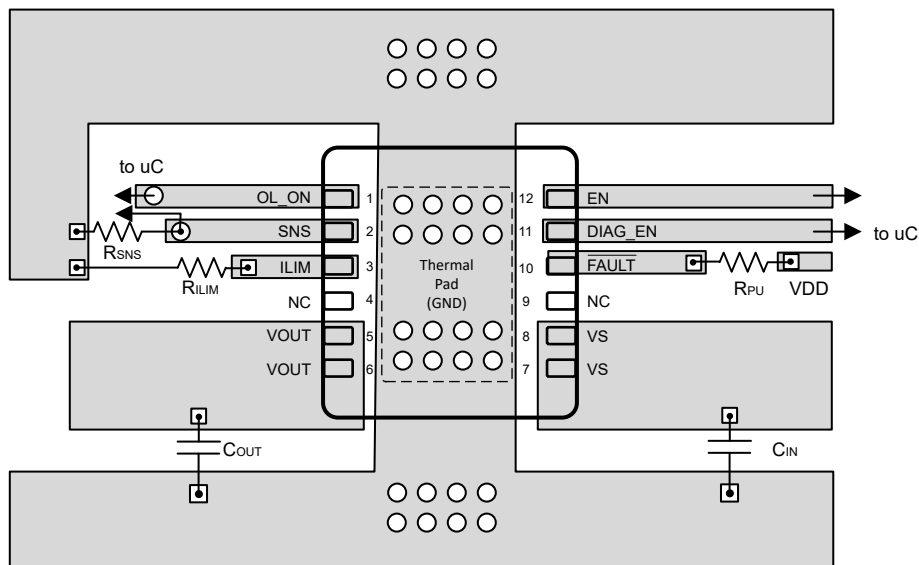 to uC
OL_ON 1 12 EN
SNS 2 11 DIAG_EN
to uC
RSNS
ILIM 3 10 FAULT
RILIM
Thermal
Pad
(GND)
RPU VDD
NC 4 9 NC
VOUT 5 8 VS
VOUT 6 7 VS
COUT
CIN